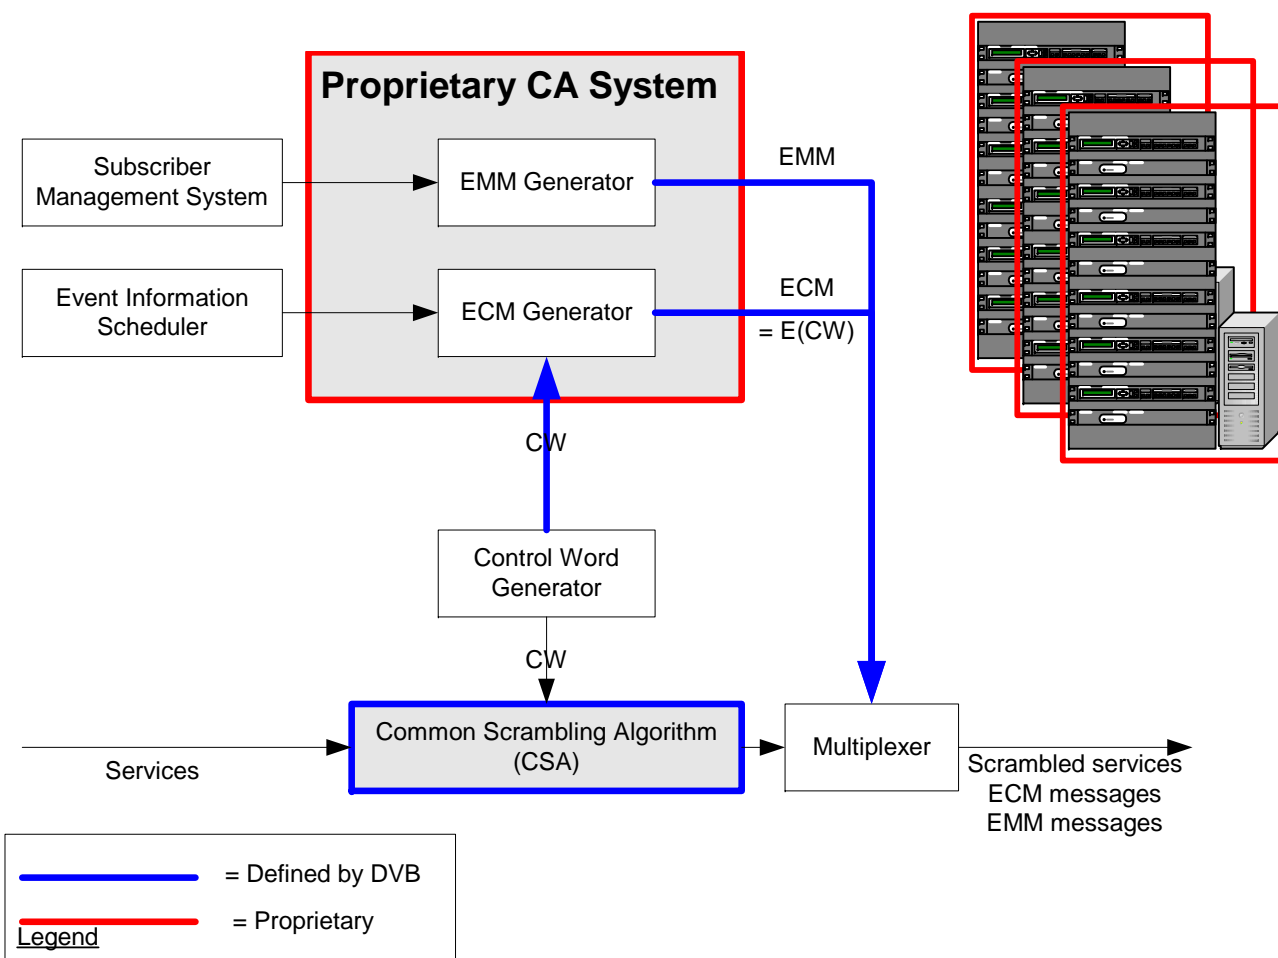 Proprietary CA System
Subscriber
Management System
EMM Generator
EMM
Event Information
Scheduler
ECM Generator
ECM
= E(CW)
CW
Control Word
Generator
CW
Common Scrambling Algorithm
(CSA)
Multiplexer
Services
Scrambled services
ECM messages
EMM messages
= Defined by DVB
= Proprietary
Legend